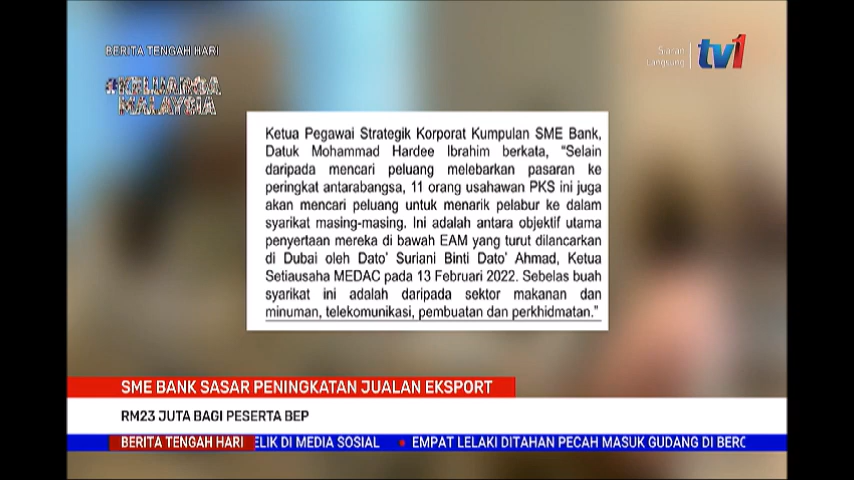 BERITA TENGAH HARI
#KELUARGA
MALAYSIA
Siaran
Langsung
tv1
Ketua Pegawai Strategik Korporat Kumpulan SME Bank,
Datuk Mohammad Hardee Ibrahim berkata, “Selain
daripada mencari peluang melebarkan pasaran ke
peringkat antarabangsa, 11 orang usahawan PKS ini juga
akan mencari peluang untuk menarik pelabur ke dalam
syarikat masing-masing. Ini adalah antara objektif utama
penyertaan mereka di bawah EAM yang turut dilancarkan
di Dubai oleh Dato’ Suriani Binti Dato’ Ahmad, Ketua
Setiausaha MEDAC pada 13 Februari 2022. Sebelas buah
syarikat ini adalah daripada sektor makanan dan
minuman, telekomunikasi, pembuatan dan perkhidmatan.”
SME BANK SASAR PENINGKATAN JUALAN EKSPORT
RM23 JUTA BAGI PESERTA BEP
BERITA TENGAH HARI ELIK DI MEDIA SOSIAL • EMPAT LELAKI DITAHAN PECAH MASUK GUDANG DI BERC